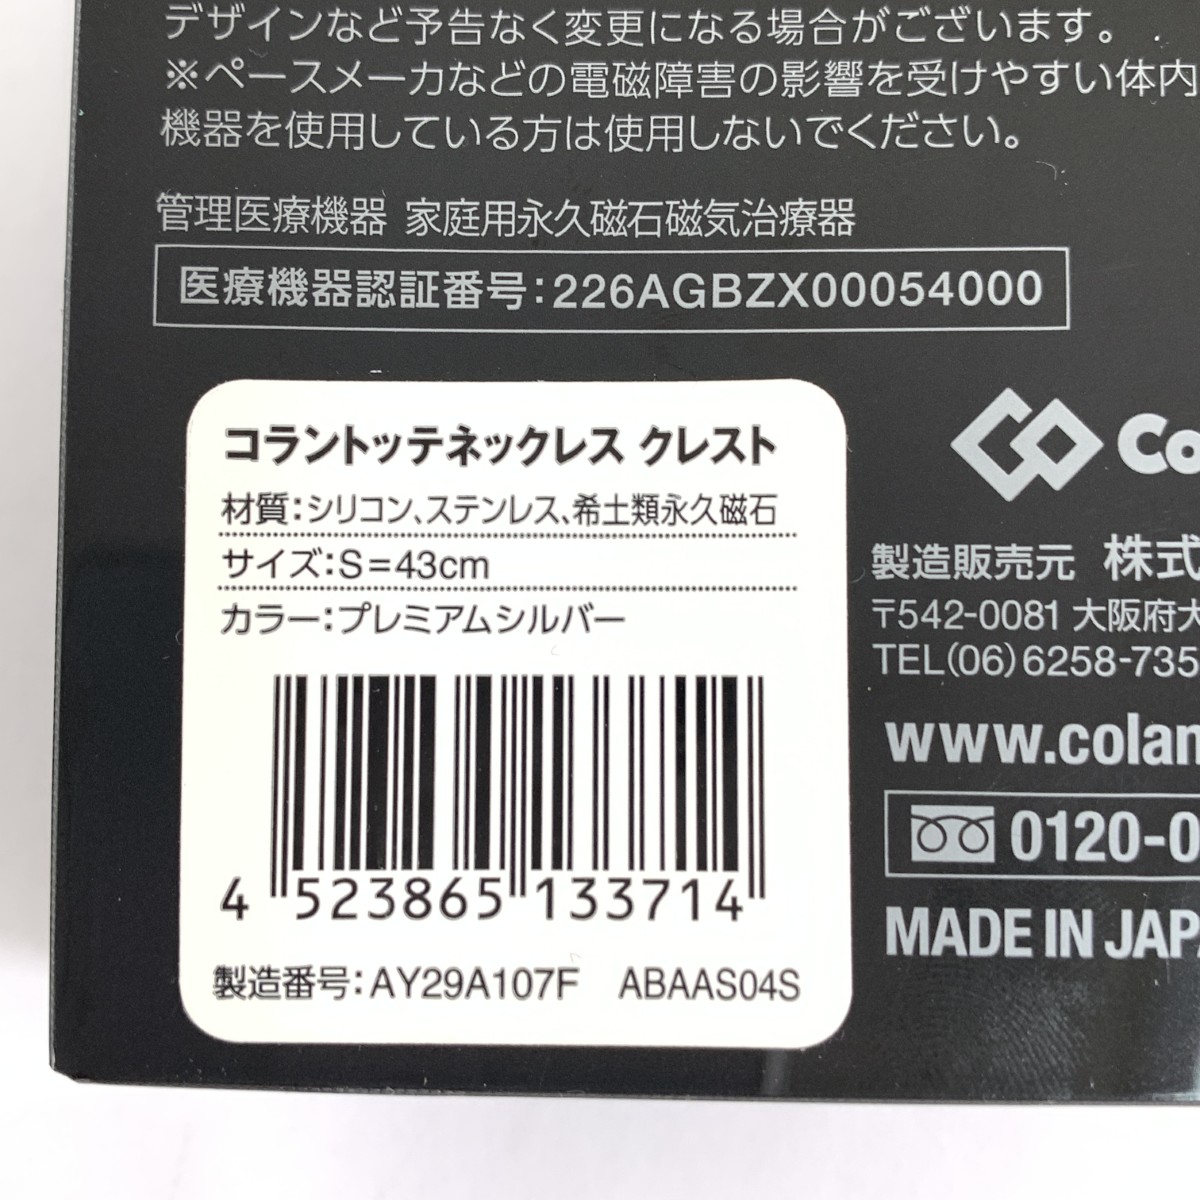 デザインなど予告なく変更になる場合がございます。
※ペースメーカなどの電磁障害の影響を受けやすい体内
機器を使用している方は使用しないでください。
管理医療機器 家庭用永久磁石磁気治療器
医療機器認証番号:226AGBZX00054000
コラントッテネックレス クレスト
材質:シリコン、ステンレス、希土類永久磁石
サイズ:S=43cm
カラー:プレミアムシルバー
4 523865 133714
製造番号:AY29A107F ABAAS04S
Co
製造販売元 株式
〒542-0081 大阪府大
TEL(06)6258-735
www.colan
0120-0
MADE IN JAPA